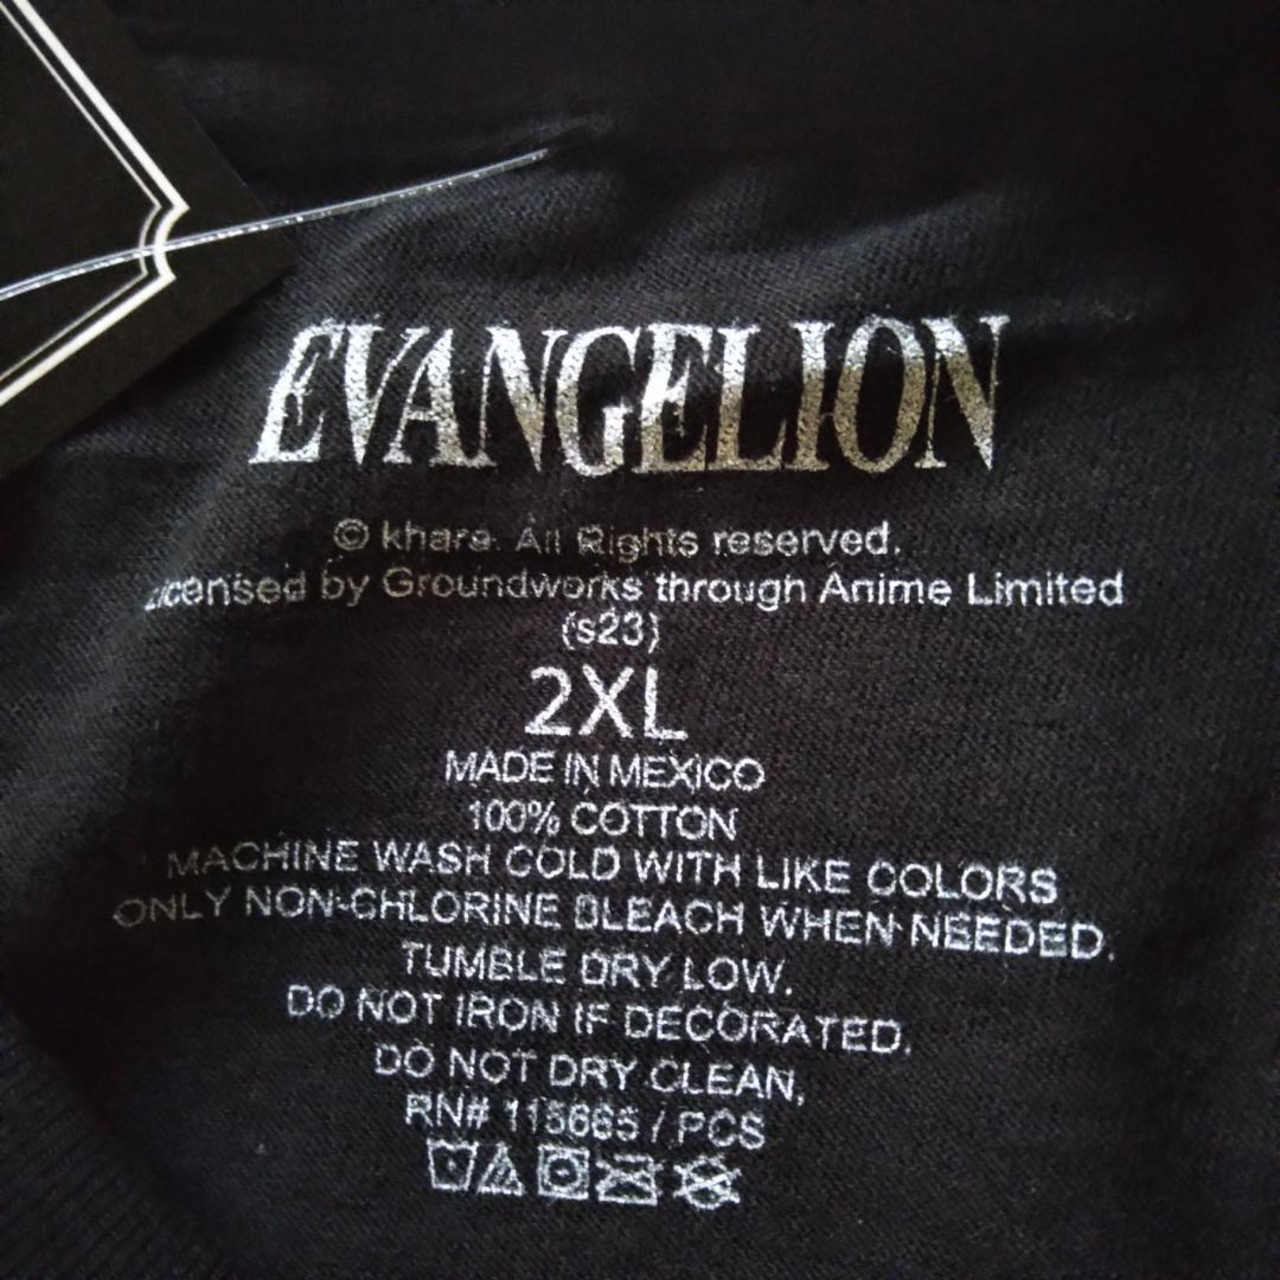 EVANGELION
© khara. All Rights reserved.
Licensed by Groundworks through Anime Limited
(s23)
2XL
MADE IN MEXICO
100% COTTON
MACHINE WASH COLD WITH LIKE COLORS
ONLY NON-CHLORINE BLEACH WHEN NEEDED.
TUMBLE DRY LOW.
DO NOT IRON IF DECORATED.
DO NOT DRY CLEAN.
RN# 115665 / PCS